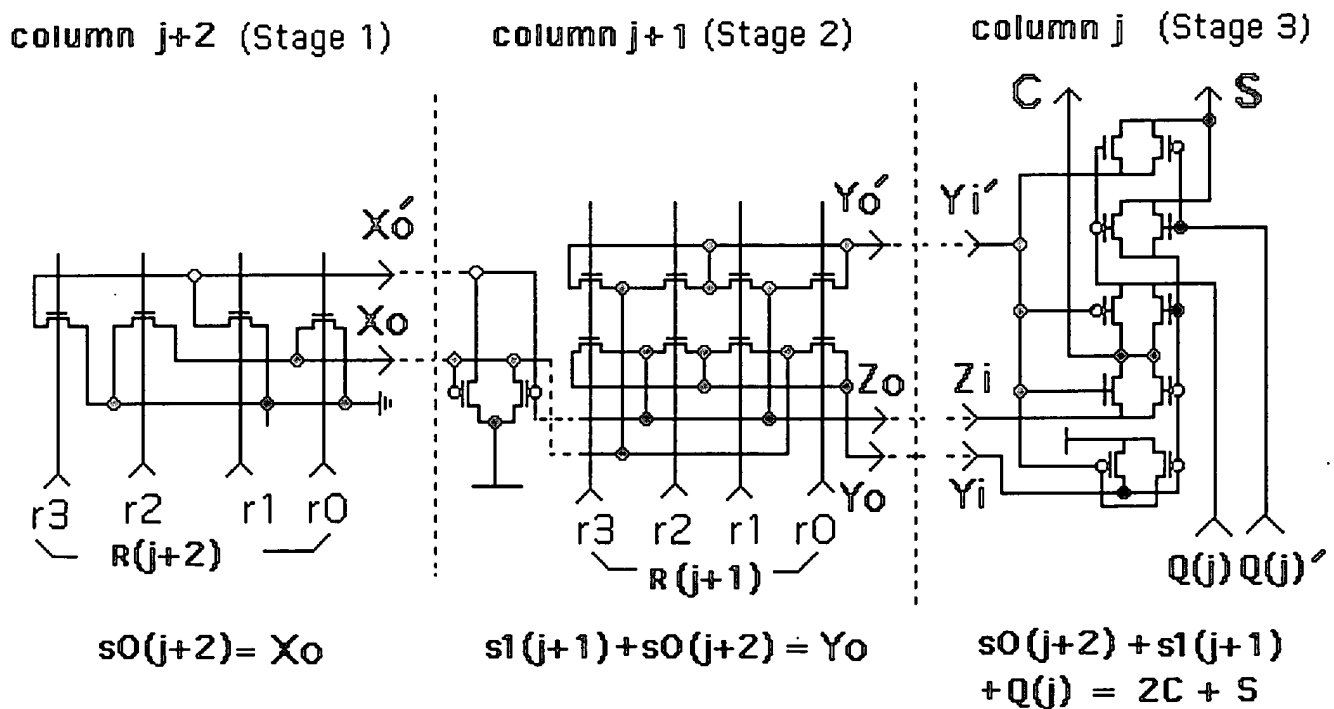 column j+2 (Stage 1)
column j+1 (Stage 2)
column j (Stage 3)
C
S
Xo′
Xo
Yo′
Yi′
Zo
Zi
Yo
Yi
r3 r2 r1 r0
R(j+2)
r3 r2 r1 r0
R(j+1)
Q(j) Q(j)′
s0(j+2)= Xo
s1(j+1)+s0(j+2) = Yo
s0(j+2)+s1(j+1)
+Q(j) = 2C + S